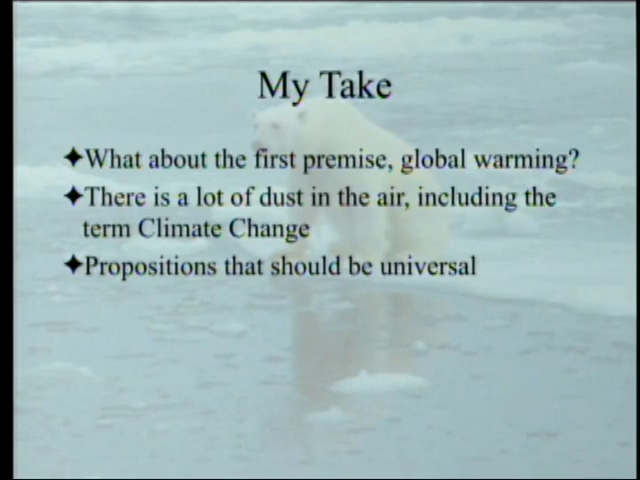 My Take
✦What about the first premise, global warming?
✦There is a lot of dust in the air, including the
term Climate Change
✦Propositions that should be universal